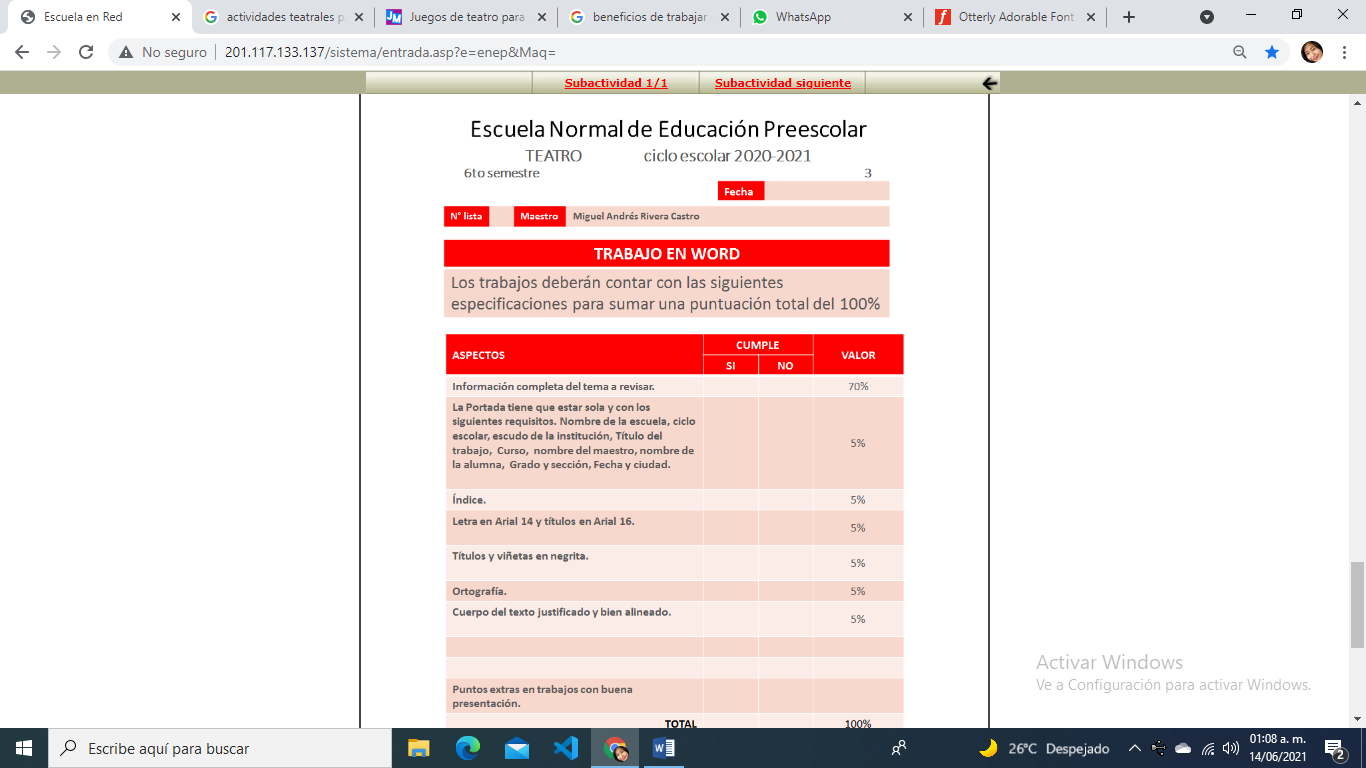 Escuela en Red
actividades teatrales p
Juegos de teatro para
beneficios de trabajar
WhatsApp
Otterly Adorable Font
No seguro | 201.117.133.137/sistema/entrada.asp?e=enep&Maq=
Subactividad 1/1
Subactividad siguiente
Escuela Normal de Educación Preescolar
TEATRO ciclo escolar 2020-2021
6to semestre 3
Fecha
N° lista Maestro Miguel Andrés Rivera Castro
TRABAJO EN WORD
Los trabajos deberán contar con las siguientes
especificaciones para sumar una puntuación total del 100%
ASPECTOS CUMPLE VALOR
SI NO
Información completa del tema a revisar. 70%
La Portada tiene que estar sola y con los
siguientes requisitos. Nombre de la escuela, ciclo
escolar, escudo de la institución, Título del
trabajo, Curso, nombre del maestro, nombre de
la alumna, Grado y sección, Fecha y ciudad.
5%
Índice. 5%
Letra en Arial 14 y títulos en Arial 16. 5%
Títulos y viñetas en negrita. 5%
Ortografía. 5%
Cuerpo del texto justificado y bien alineado. 5%
Puntos extras en trabajos con buena
presentación.
TOTAL 100%
Activar Windows
Ve a Configuración para activar Windows.
Escribe aquí para buscar
26°C Despejado
01:08 a. m.
14/06/2021
2